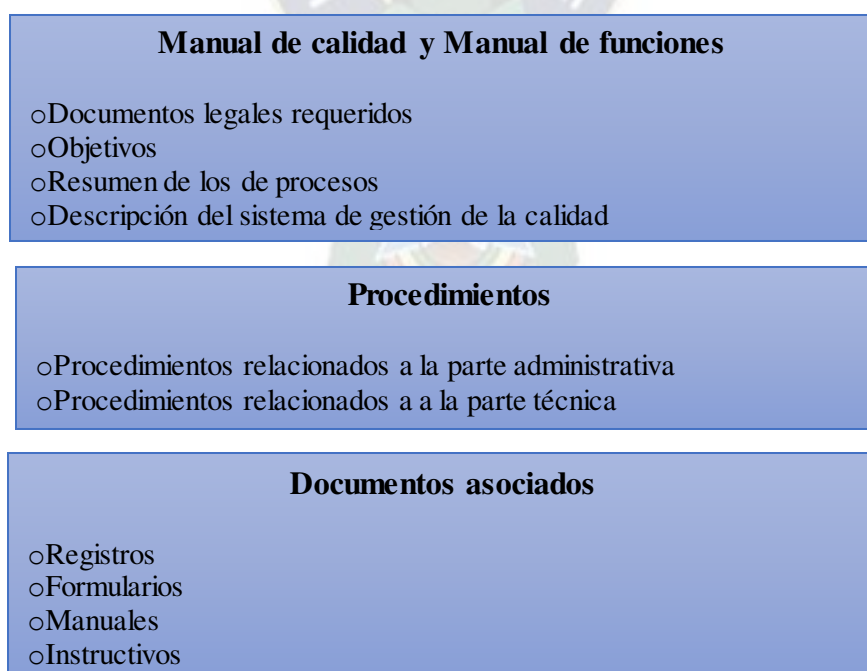 Manual de calidad y Manual de funciones
oDocumentos legales requeridos
oObjetivos
oResumen de los de procesos
oDescripción del sistema de gestión de la calidad
Procedimientos
oProcedimientos relacionados a la parte administrativa
oProcedimientos relacionados a a la parte técnica
Documentos asociados
oRegistros
oFormularios
oManuales
oInstructivos